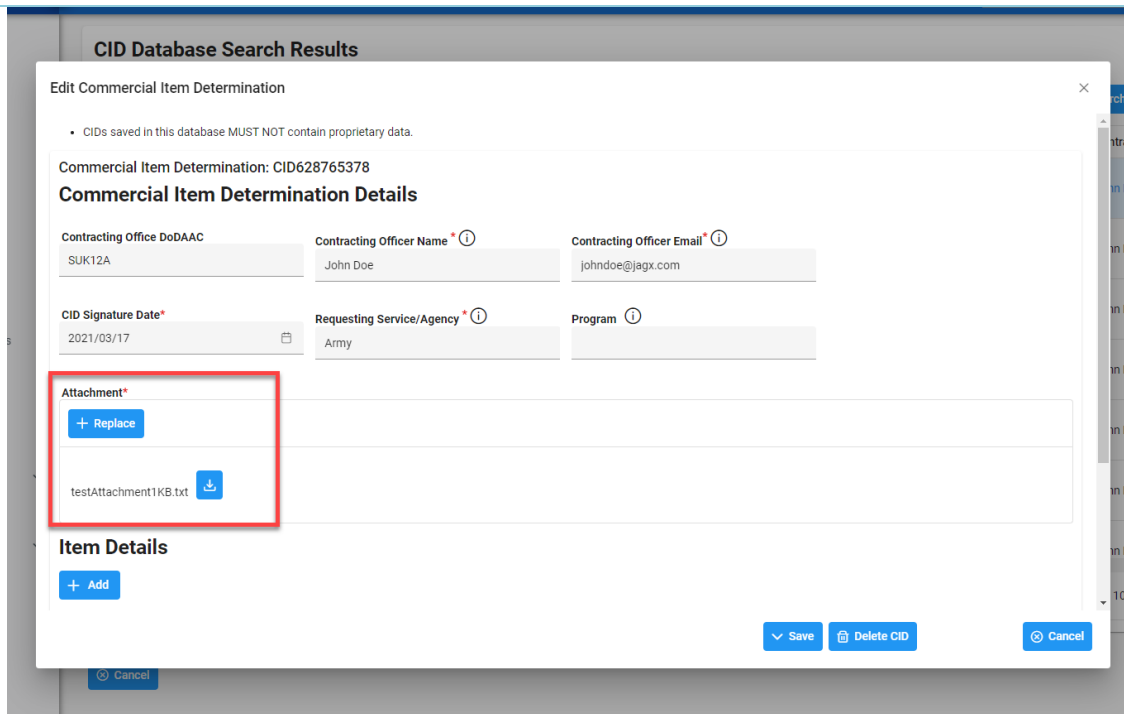 CID Database Search Results
Edit Commercial Item Determination
CIDs saved in this database MUST NOT contain proprietary data.
Commercial Item Determination: CID628765378
Commercial Item Determination Details
Contracting Office DoDAAC
Contracting Officer Name *
Contracting Officer Email*
SUK12A
John Doe
johndoe@jagx.com
CID Signature Date*
Requesting Service/Agency *
Program
2021/03/17
Army
Attachment*
+ Replace
testAttachment1KB.txt
Item Details
+ Add
Save
Delete CID
Cancel
Cancel